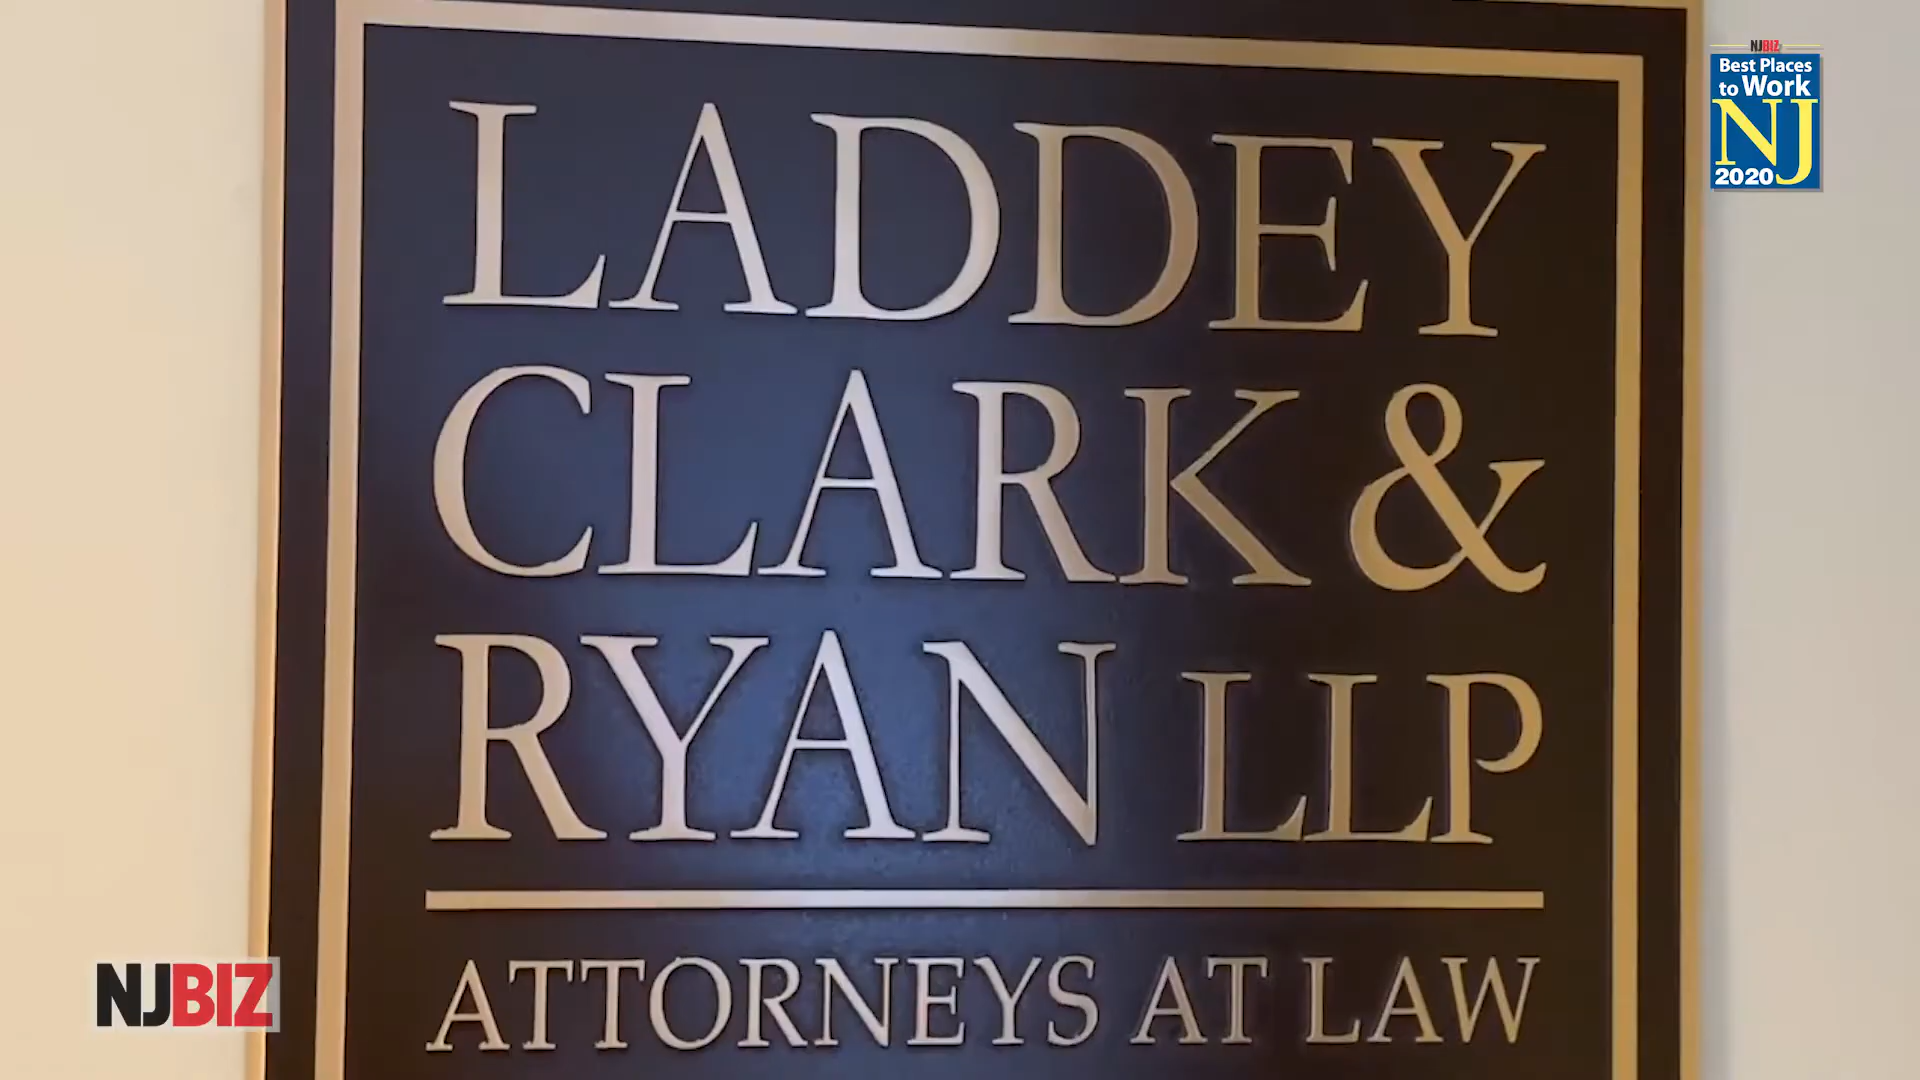 LADDEY
CLARK &
RYAN LLP
ATTORNEYS AT LAW
NJBIZ
Best Places
to Work
NJ
2020
NJBIZ